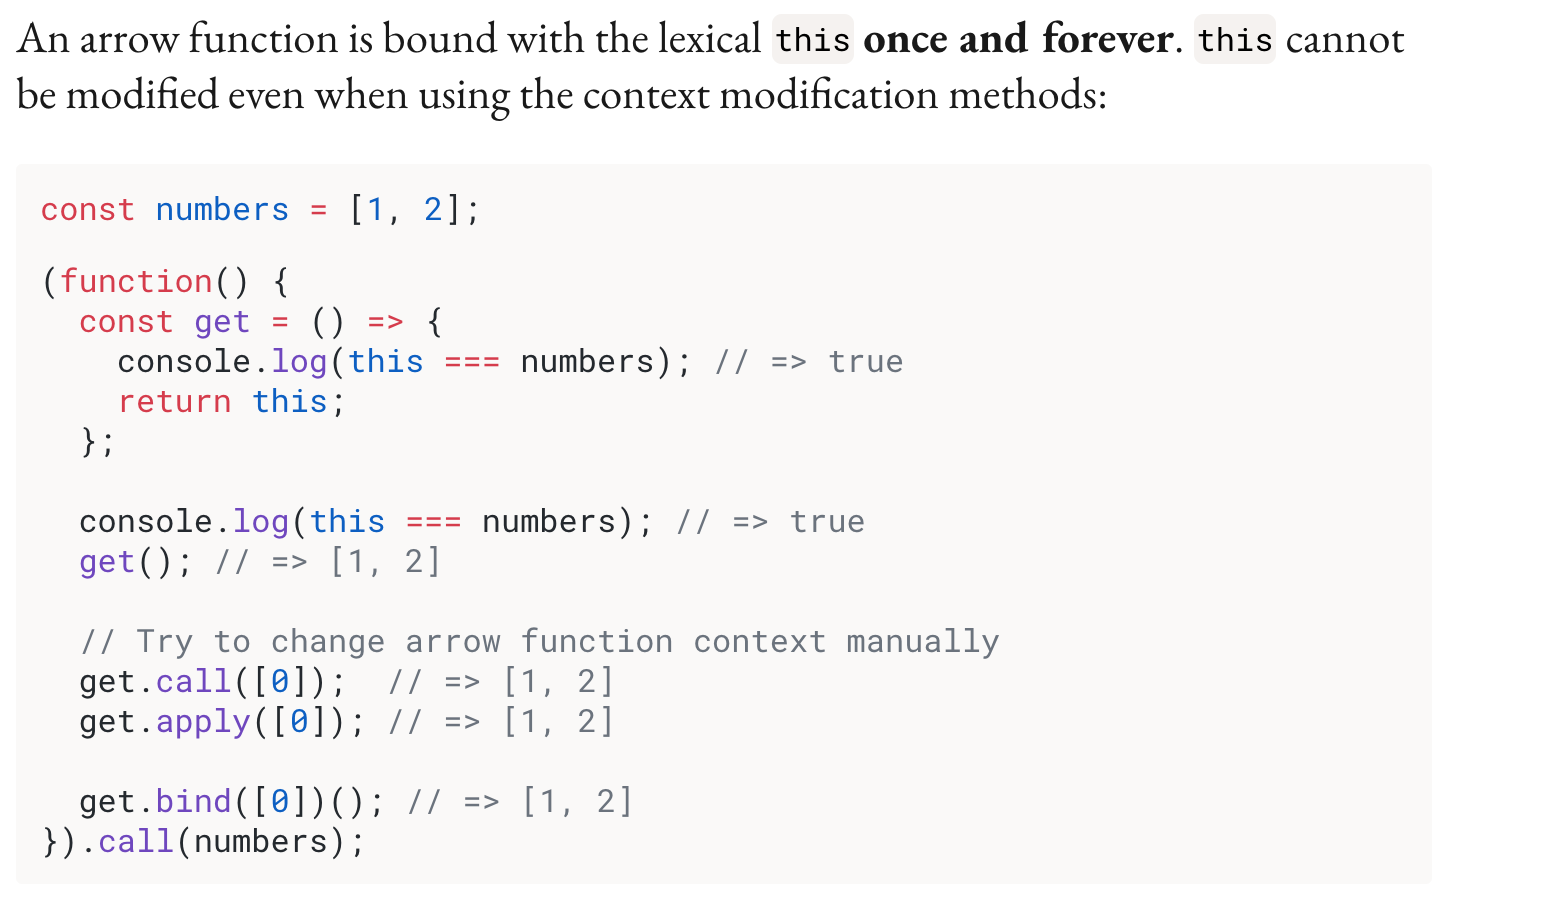 An arrow function is bound with the lexical this once and forever. this cannot
be modified even when using the context modification methods:
const numbers = [1, 2];
(function() {
  const get = () => {
    console.log(this === numbers); // => true
    return this;
  };
  console.log(this === numbers); // => true
  get(); // => [1, 2]
  // Try to change arrow function context manually
  get.call([0]);  // => [1, 2]
  get.apply([0]); // => [1, 2]
  get.bind([0])(); // => [1, 2]
}).call(numbers);